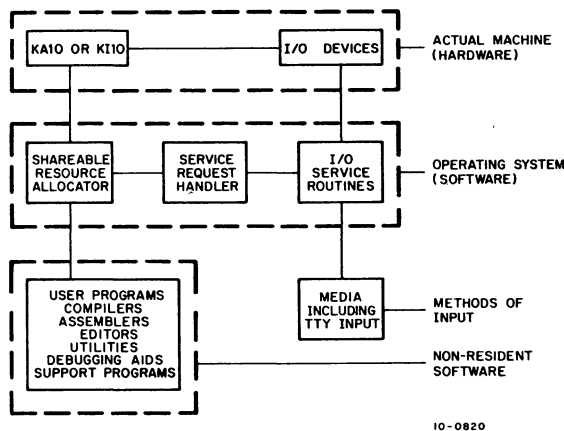 KA10 OR KI10
I/O DEVICES
ACTUAL MACHINE
(HARDWARE)
SHAREABLE
RESOURCE
ALLOCATOR
SERVICE
REQUEST
HANDLER
I/O
SERVICE
ROUTINES
OPERATING SYSTEM
(SOFTWARE)
USER PROGRAMS
COMPILERS
ASSEMBLERS
EDITORS
UTILITIES
DEBUGGING AIDS
SUPPORT PROGRAMS
MEDIA
INCLUDING
TTY INPUT
METHODS OF
INPUT
NON-RESIDENT
SOFTWARE
10-0820